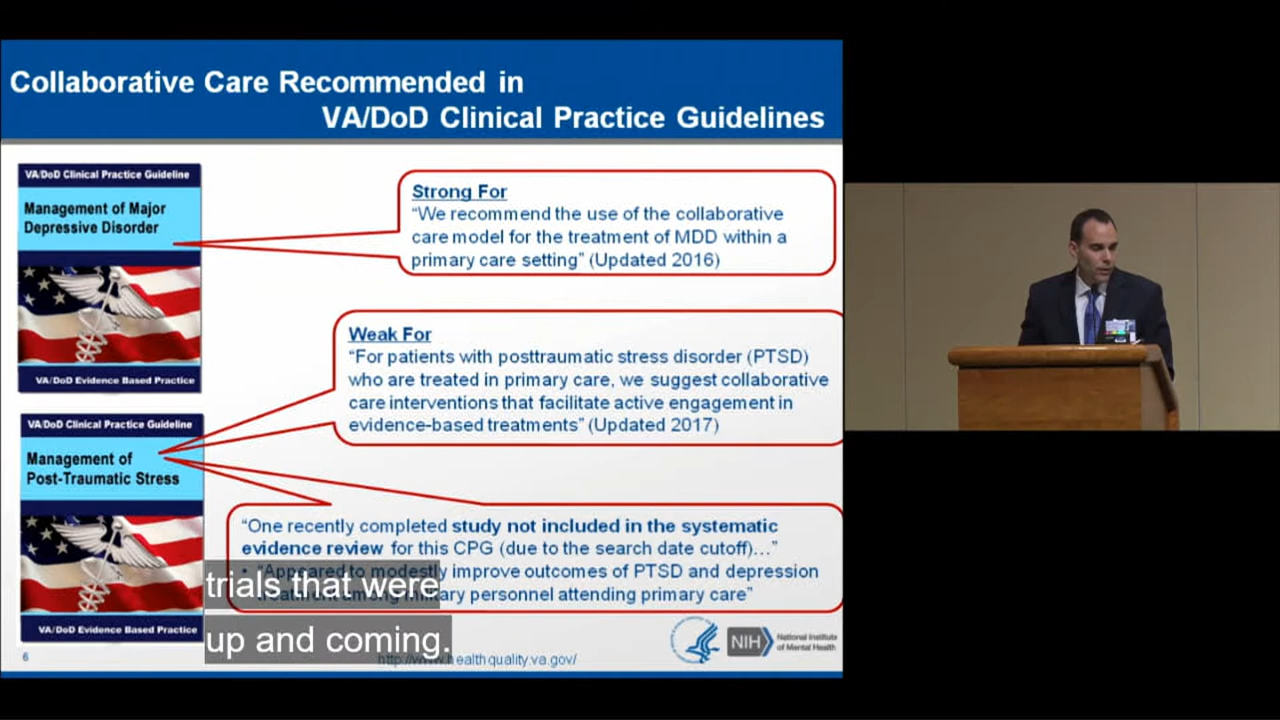 Collaborative Care Recommended in
VA/DoD Clinical Practice Guidelines
VA/DoD Clinical Practice Guideline
Management of Major
Depressive Disorder
VA/DoD Evidence Based Practice
Strong For
“We recommend the use of the collaborative
care model for the treatment of MDD within a
primary care setting” (Updated 2016)
Weak For
“For patients with posttraumatic stress disorder (PTSD)
who are treated in primary care, we suggest collaborative
care interventions that facilitate active engagement in
evidence-based treatments” (Updated 2017)
VA/DoD Clinical Practice Guideline
Management of
Post-Traumatic Stress
VA/DoD Evidence Based Practice
“One recently completed study not included in the systematic
evidence review for this CPG (due to the search date cutoff)…”
• “Appeared to modestly improve outcomes of PTSD and depression
treatment among military personnel attending primary care”
trials that were
up and coming.
6
http://www.healthquality.va.gov/
NIH
National Institute
of Mental Health